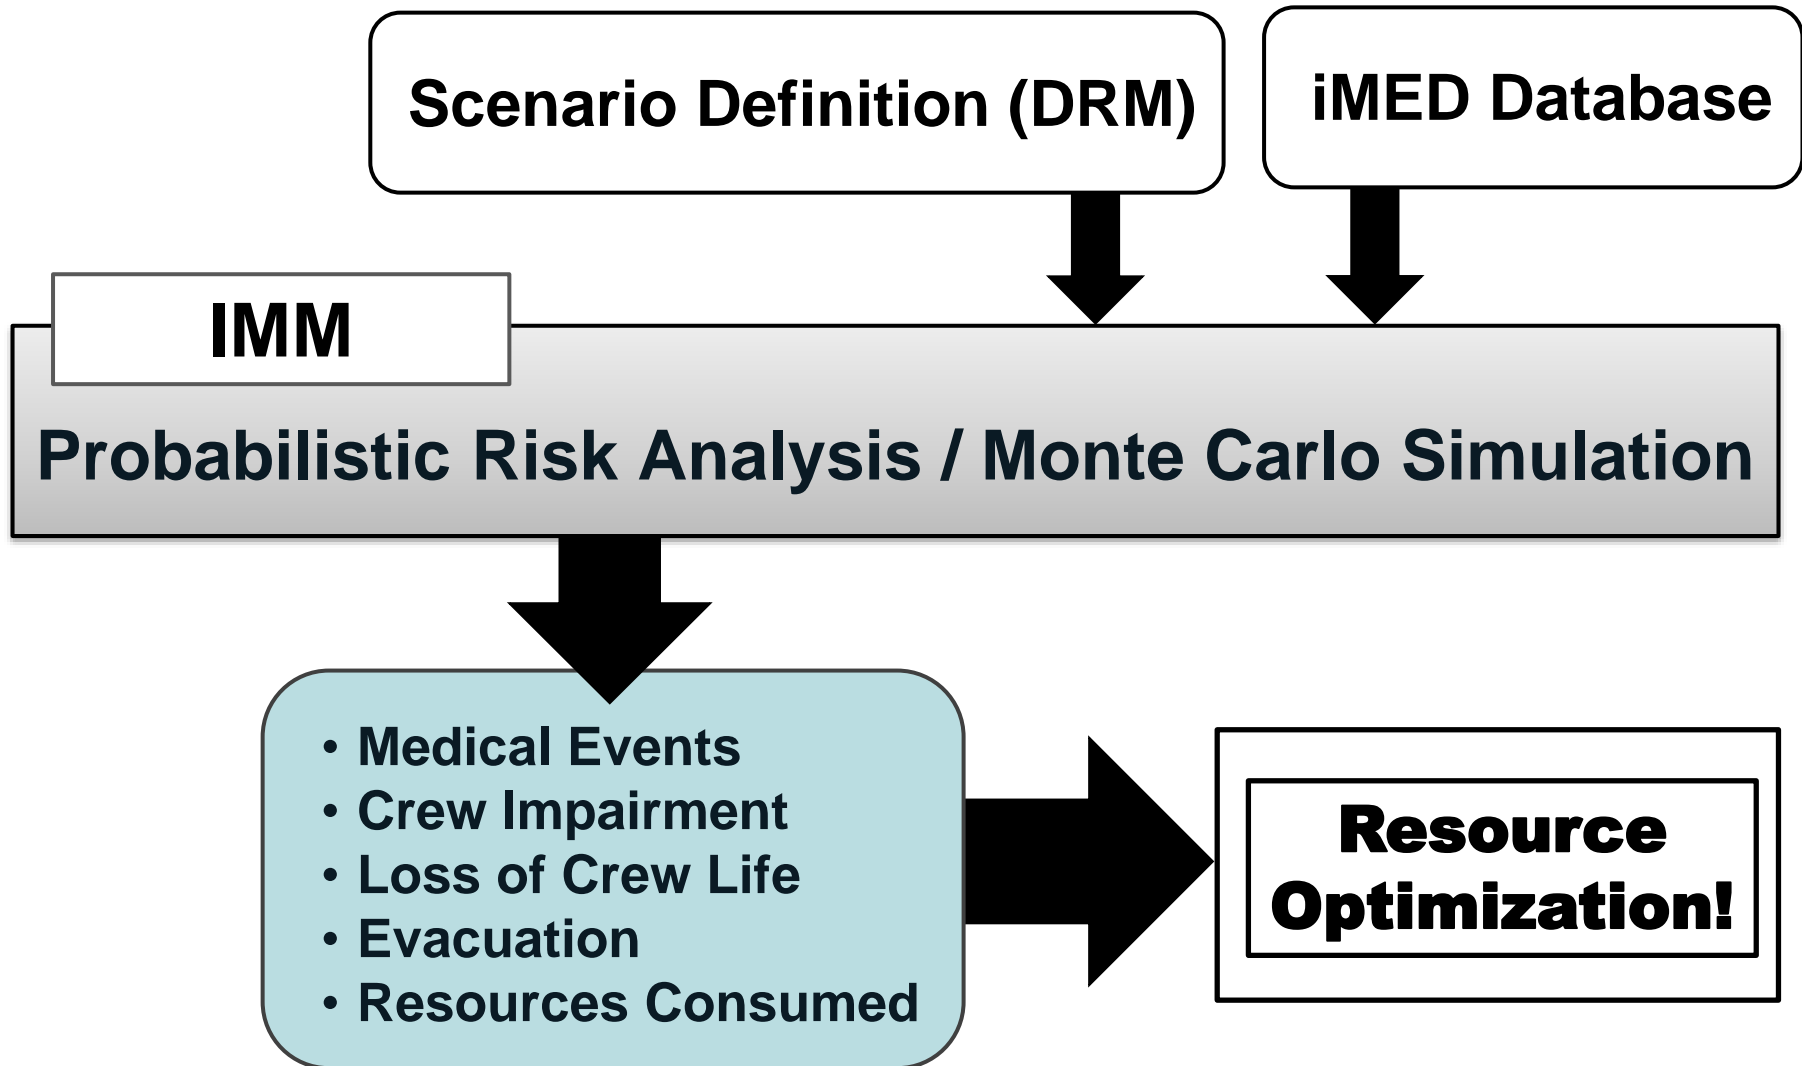 Scenario Definition (DRM)
iMED Database
IMM
Probabilistic Risk Analysis / Monte Carlo Simulation
• Medical Events
• Crew Impairment
• Loss of Crew Life
• Evacuation
• Resources Consumed
Resource
Optimization!